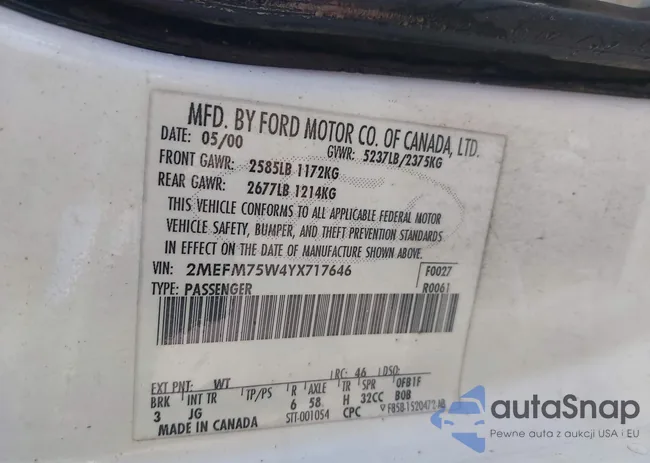 MFD. BY FORD MOTOR CO. OF CANADA, LTD.
DATE: 05/00 GVWR: 5237LB/2375KG
FRONT GAWR: 2585LB 1172KG
REAR GAWR: 2677LB 1214KG
THIS VEHICLE CONFORMS TO ALL APPLICABLE FEDERAL MOTOR
VEHICLE SAFETY, BUMPER, AND THEFT PREVENTION STANDARDS
IN EFFECT ON THE DATE OF MANUFACTURE SHOWN ABOVE.
VIN: 2MEFM75W4YX717646 F0027
TYPE: PASSENGER R0061
EXT PNT: WT RC: 46 DSO:
BRK INT TR TP/PS R AXLE TR SPR 0FB1F
3 JG 6 58 H 32CC B0B
MADE IN CANADA STT-001054 CPC
autoSnap
Pewne auta z aukcji USA i EU